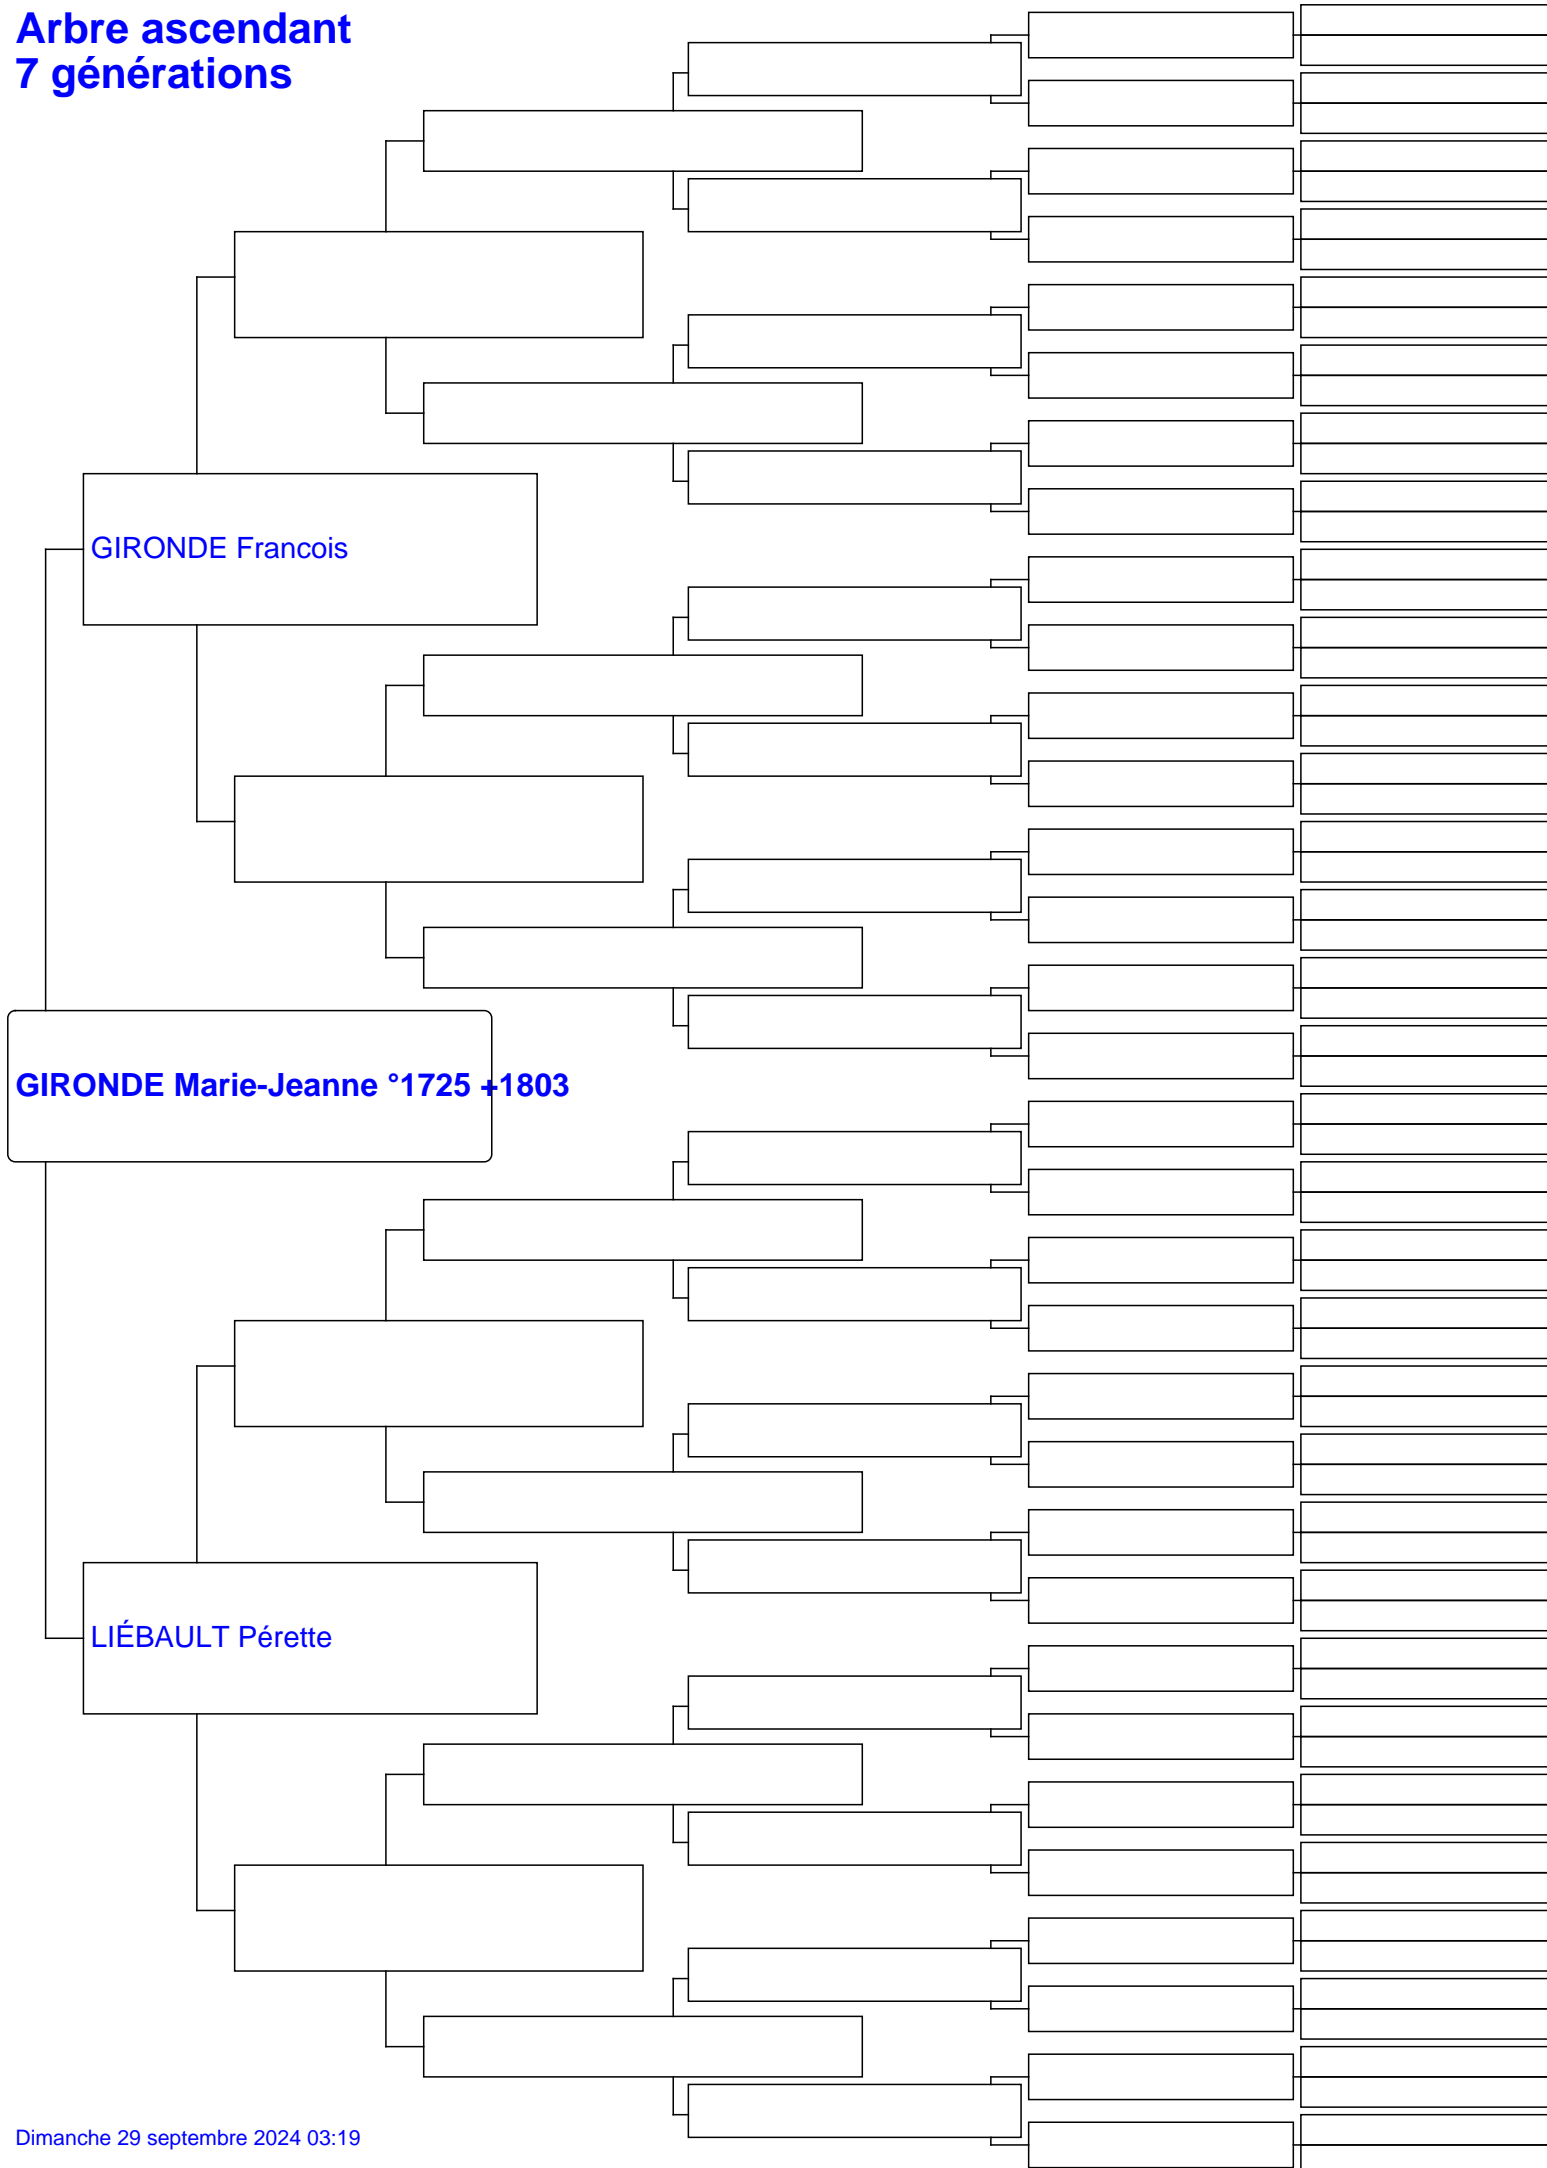 Arbre ascendant
7 générations
GIRONDE Francois
GIRONDE Marie-Jeanne °1725 +1803
LIÉBAULT Pérette
Dimanche 29 septembre 2024 03:19